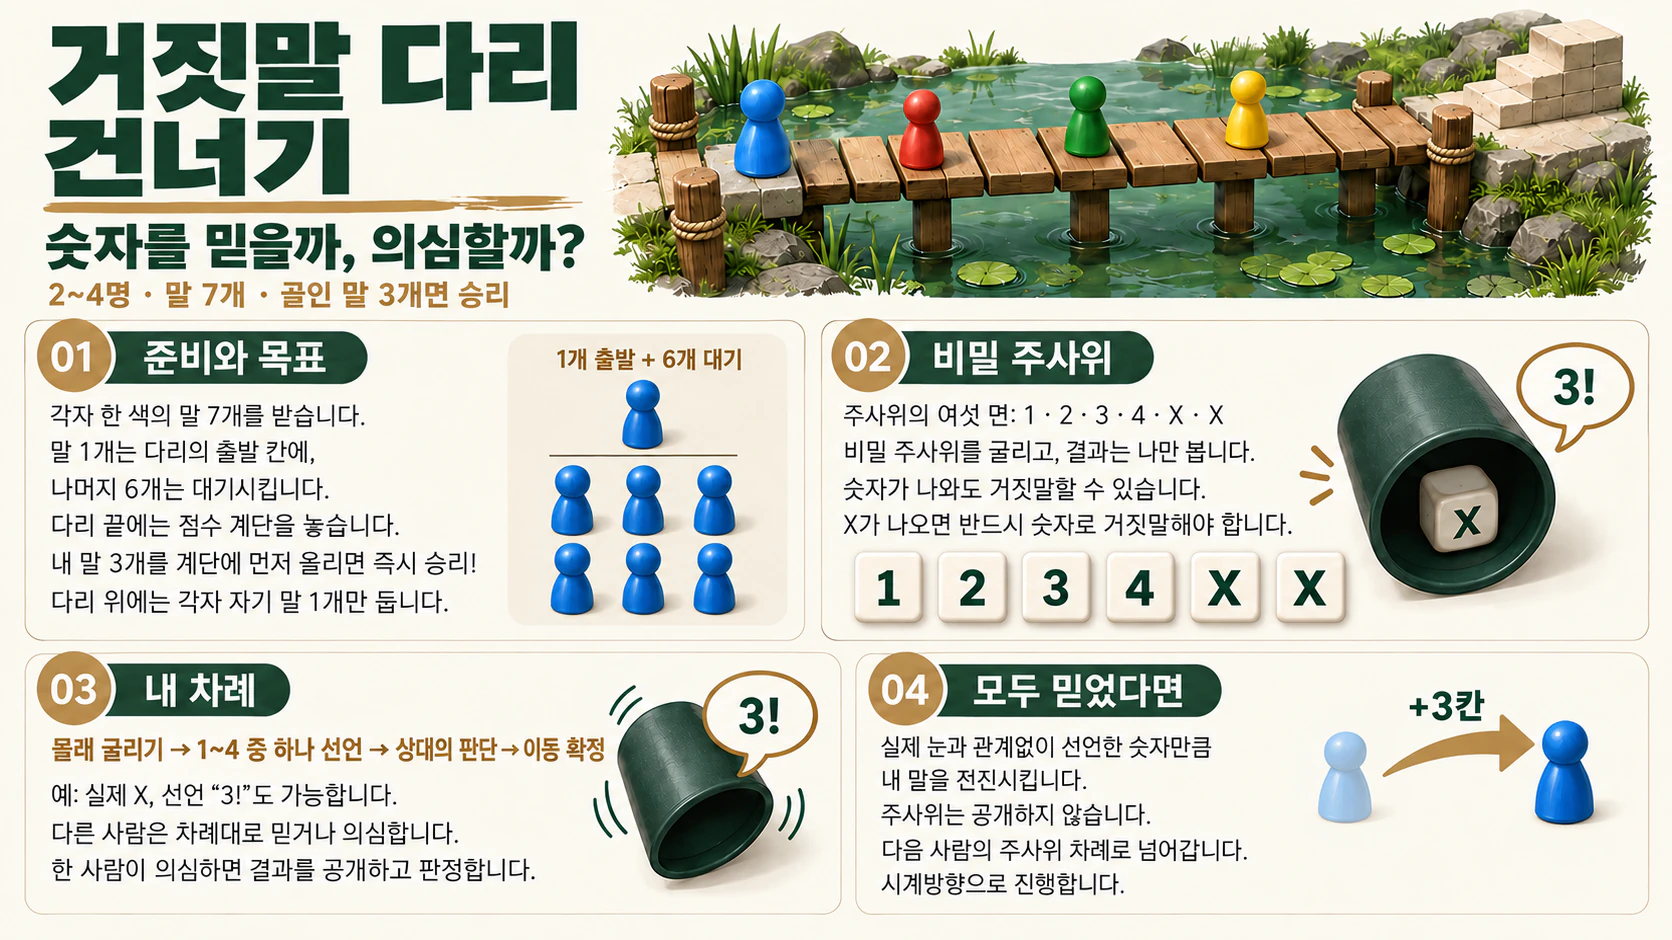 거짓말 다리
건너기
숫자를 믿을까, 의심할까?
2~4명 · 말 7개 · 골인 말 3개면 승리
01 준비와 목표
각자 한 색의 말 7개를 받습니다.
말 1개는 다리의 출발 칸에,
나머지 6개는 대기시킵니다.
다리 끝에는 점수 계단을 놓습니다.
내 말 3개를 계단에 먼저 올리면 즉시 승리!
다리 위에는 각자 자기 말 1개만 둡니다.
1개 출발 + 6개 대기
02 비밀 주사위
주사위의 여섯 면: 1 · 2 · 3 · 4 · X · X
비밀 주사위를 굴리고, 결과는 나만 봅니다.
숫자가 나와도 거짓말할 수 있습니다.
X가 나오면 반드시 숫자로 거짓말해야 합니다.
1 2 3 4 X X
3!
X
03 내 차례
몰래 굴리기 → 1~4 중 하나 선언 → 상대의 판단 → 이동 확정
예: 실제 X, 선언 “3!”도 가능합니다.
다른 사람은 차례대로 믿거나 의심합니다.
한 사람이 의심하면 결과를 공개하고 판정합니다.
3!
04 모두 믿었다면
실제 눈과 관계없이 선언한 숫자만큼
내 말을 전진시킵니다.
주사위는 공개하지 않습니다.
다음 사람의 주사위 차례로 넘어갑니다.
시계방향으로 진행합니다.
+3칸